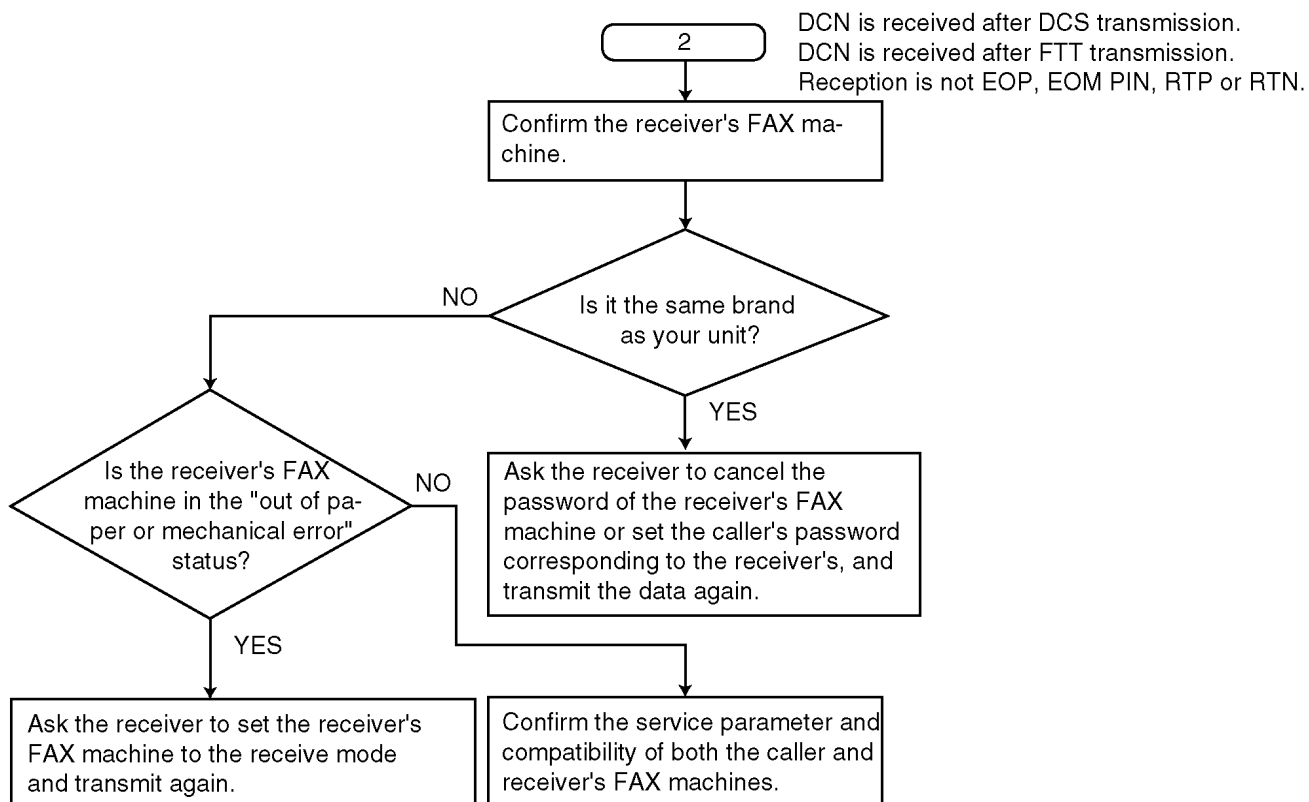 2
DCN is received after DCS transmission.
DCN is received after FTT transmission.
Reception is not EOP, EOM PIN, RTP or RTN.
Confirm the receiver's FAX ma-
chine.
Is it the same brand
as your unit?
NO
YES
Is the receiver's FAX
machine in the "out of pa-
per or mechanical error"
status?
NO
YES
Ask the receiver to cancel the
password of the receiver's FAX
machine or set the caller's password
corresponding to the receiver's, and
transmit the data again.
Ask the receiver to set the receiver's
FAX machine to the receive mode
and transmit again.
Confirm the service parameter and
compatibility of both the caller and
receiver's FAX machines.